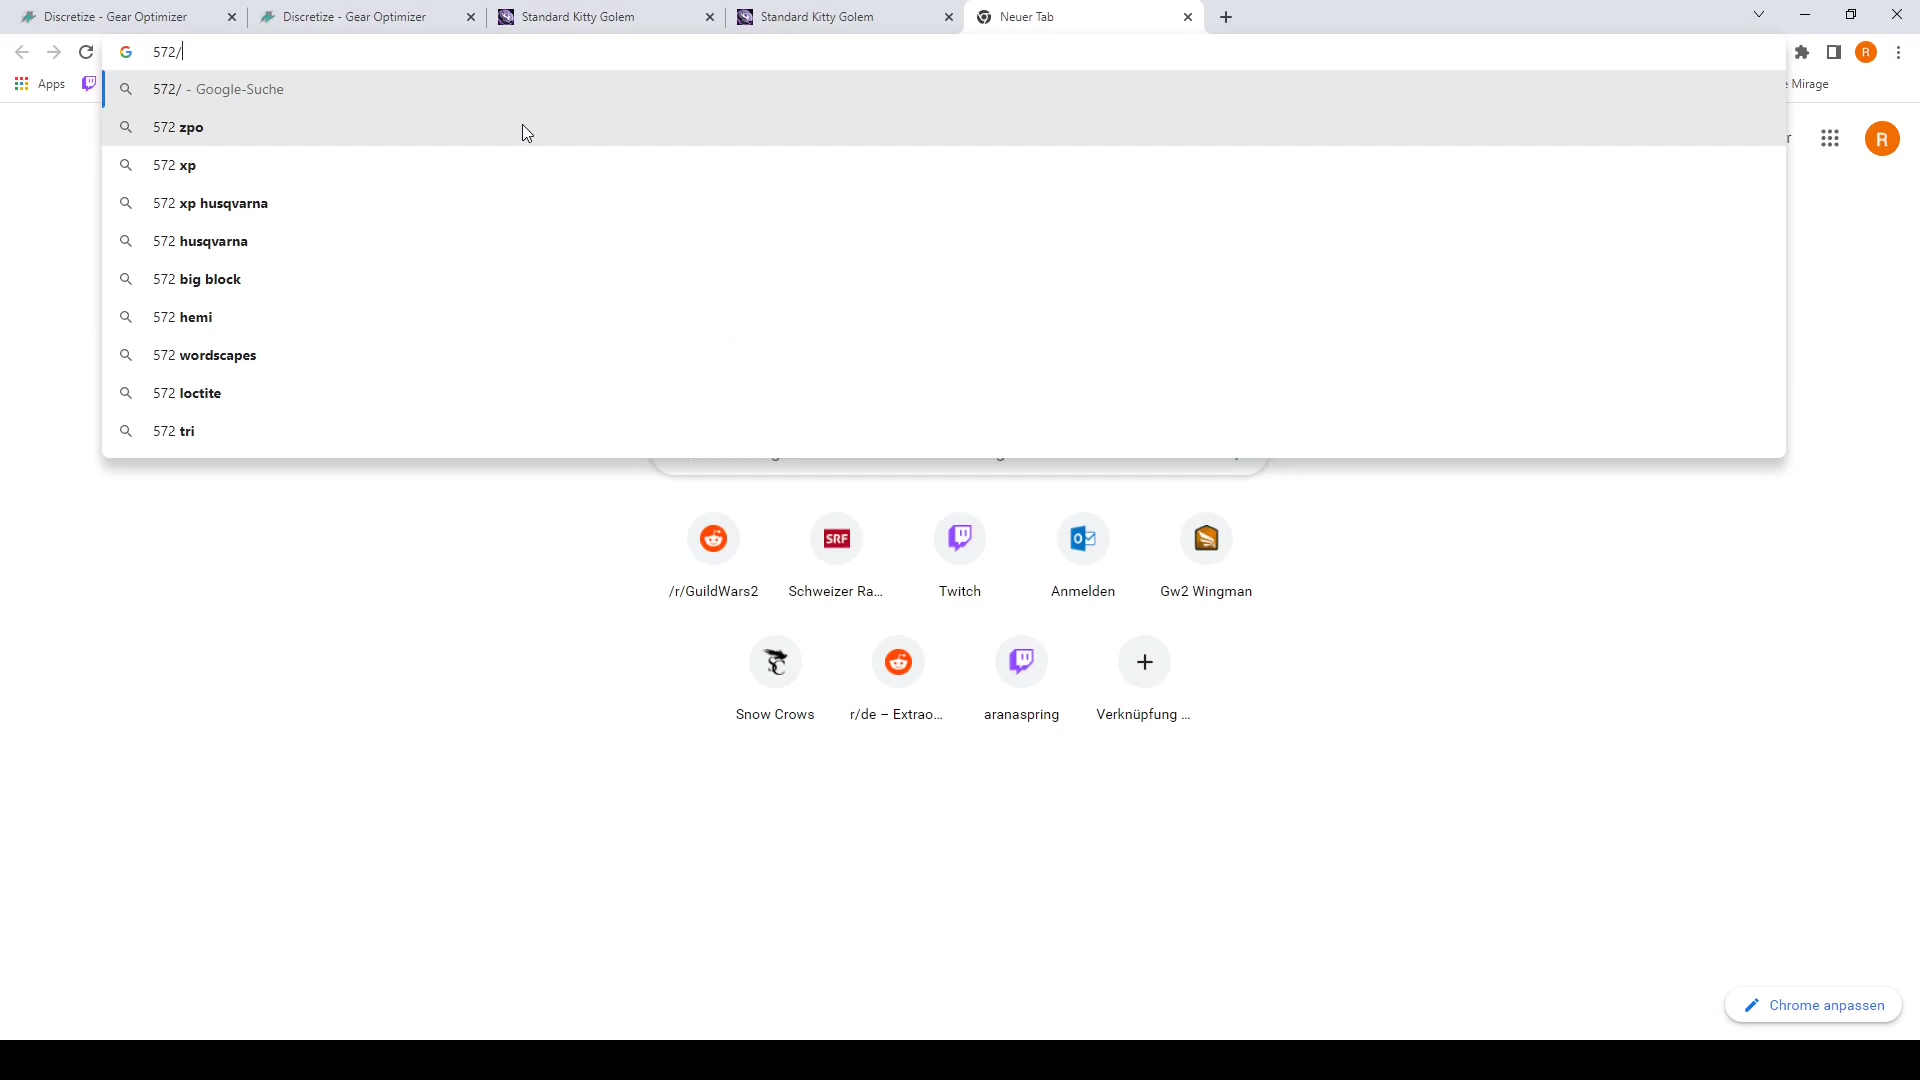 Discretize - Gear Optimizer
Discretize - Gear Optimizer
Standard Kitty Golem
Standard Kitty Golem
Neuer Tab
572/
R
Apps
e Mirage
572/ - Google-Suche
572 zpo
572 xp
572 xp husqvarna
572 husqvarna
572 big block
572 hemi
572 wordscapes
572 loctite
572 tri
r
R
SRF
/r/GuildWars2
Schweizer Ra...
Twitch
Anmelden
Gw2 Wingman
Snow Crows
r/de – Extrao...
aranaspring
Verknüpfung ...
Chrome anpassen